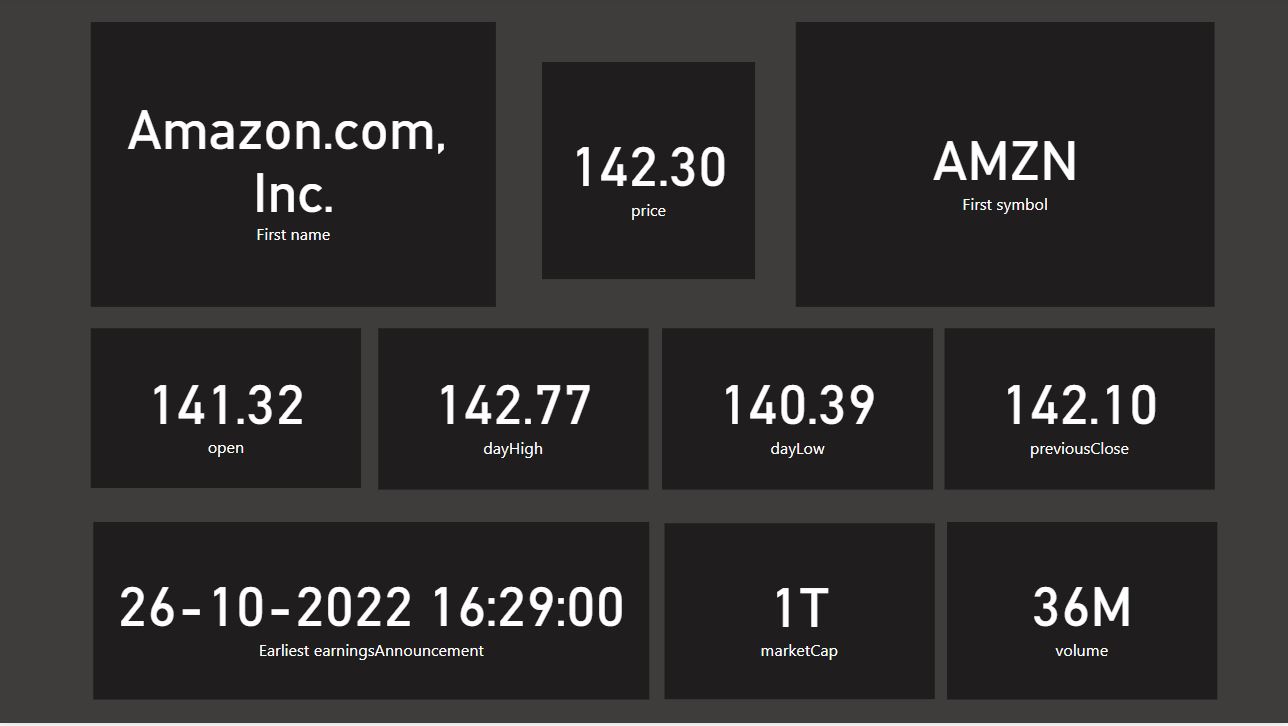 Amazon.com,
Inc.
First name
142.30
price
AMZN
First symbol
141.32
open
142.77
dayHigh
140.39
dayLow
142.10
previousClose
26-10-2022 16:29:00
Earliest earningsAnnouncement
1T
marketCap
36M
volume